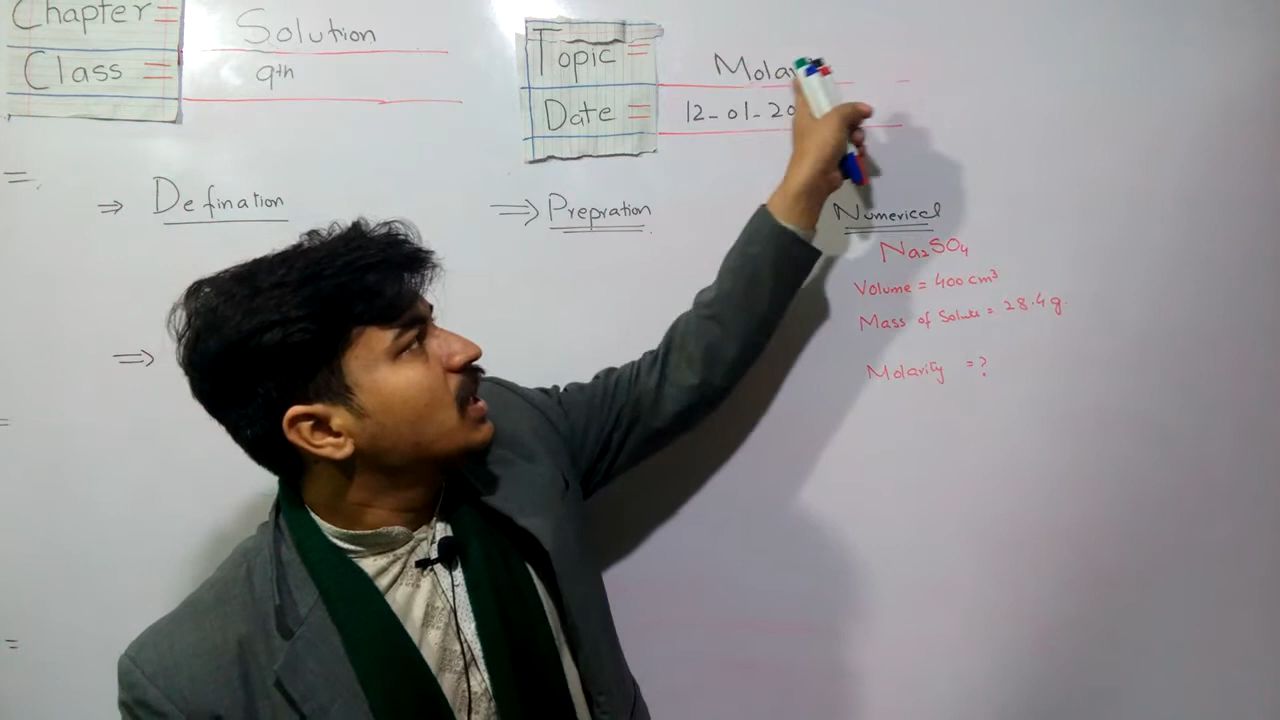 Chapter=
Solution
Class =
9th
Topic =
Date =
12-01-20
=
⇒ Defination
⇒ Prepration
Numerical
Na₂SO₄
Volume = 400 cm³
Mass of Solute = 28.4 g.
Molarity = ?
⇒
=
=